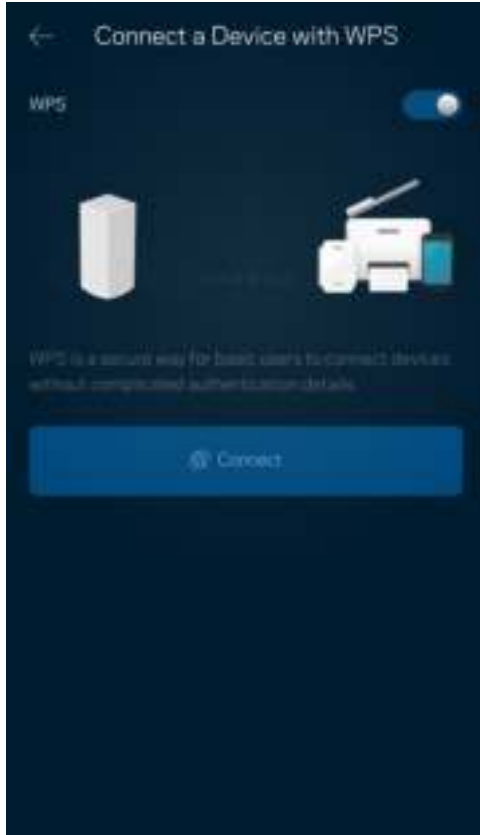 Connect a Device with WPS
WPS
WPS is a secure way for basic users to connect devices
without complicated authentication details.
Connect